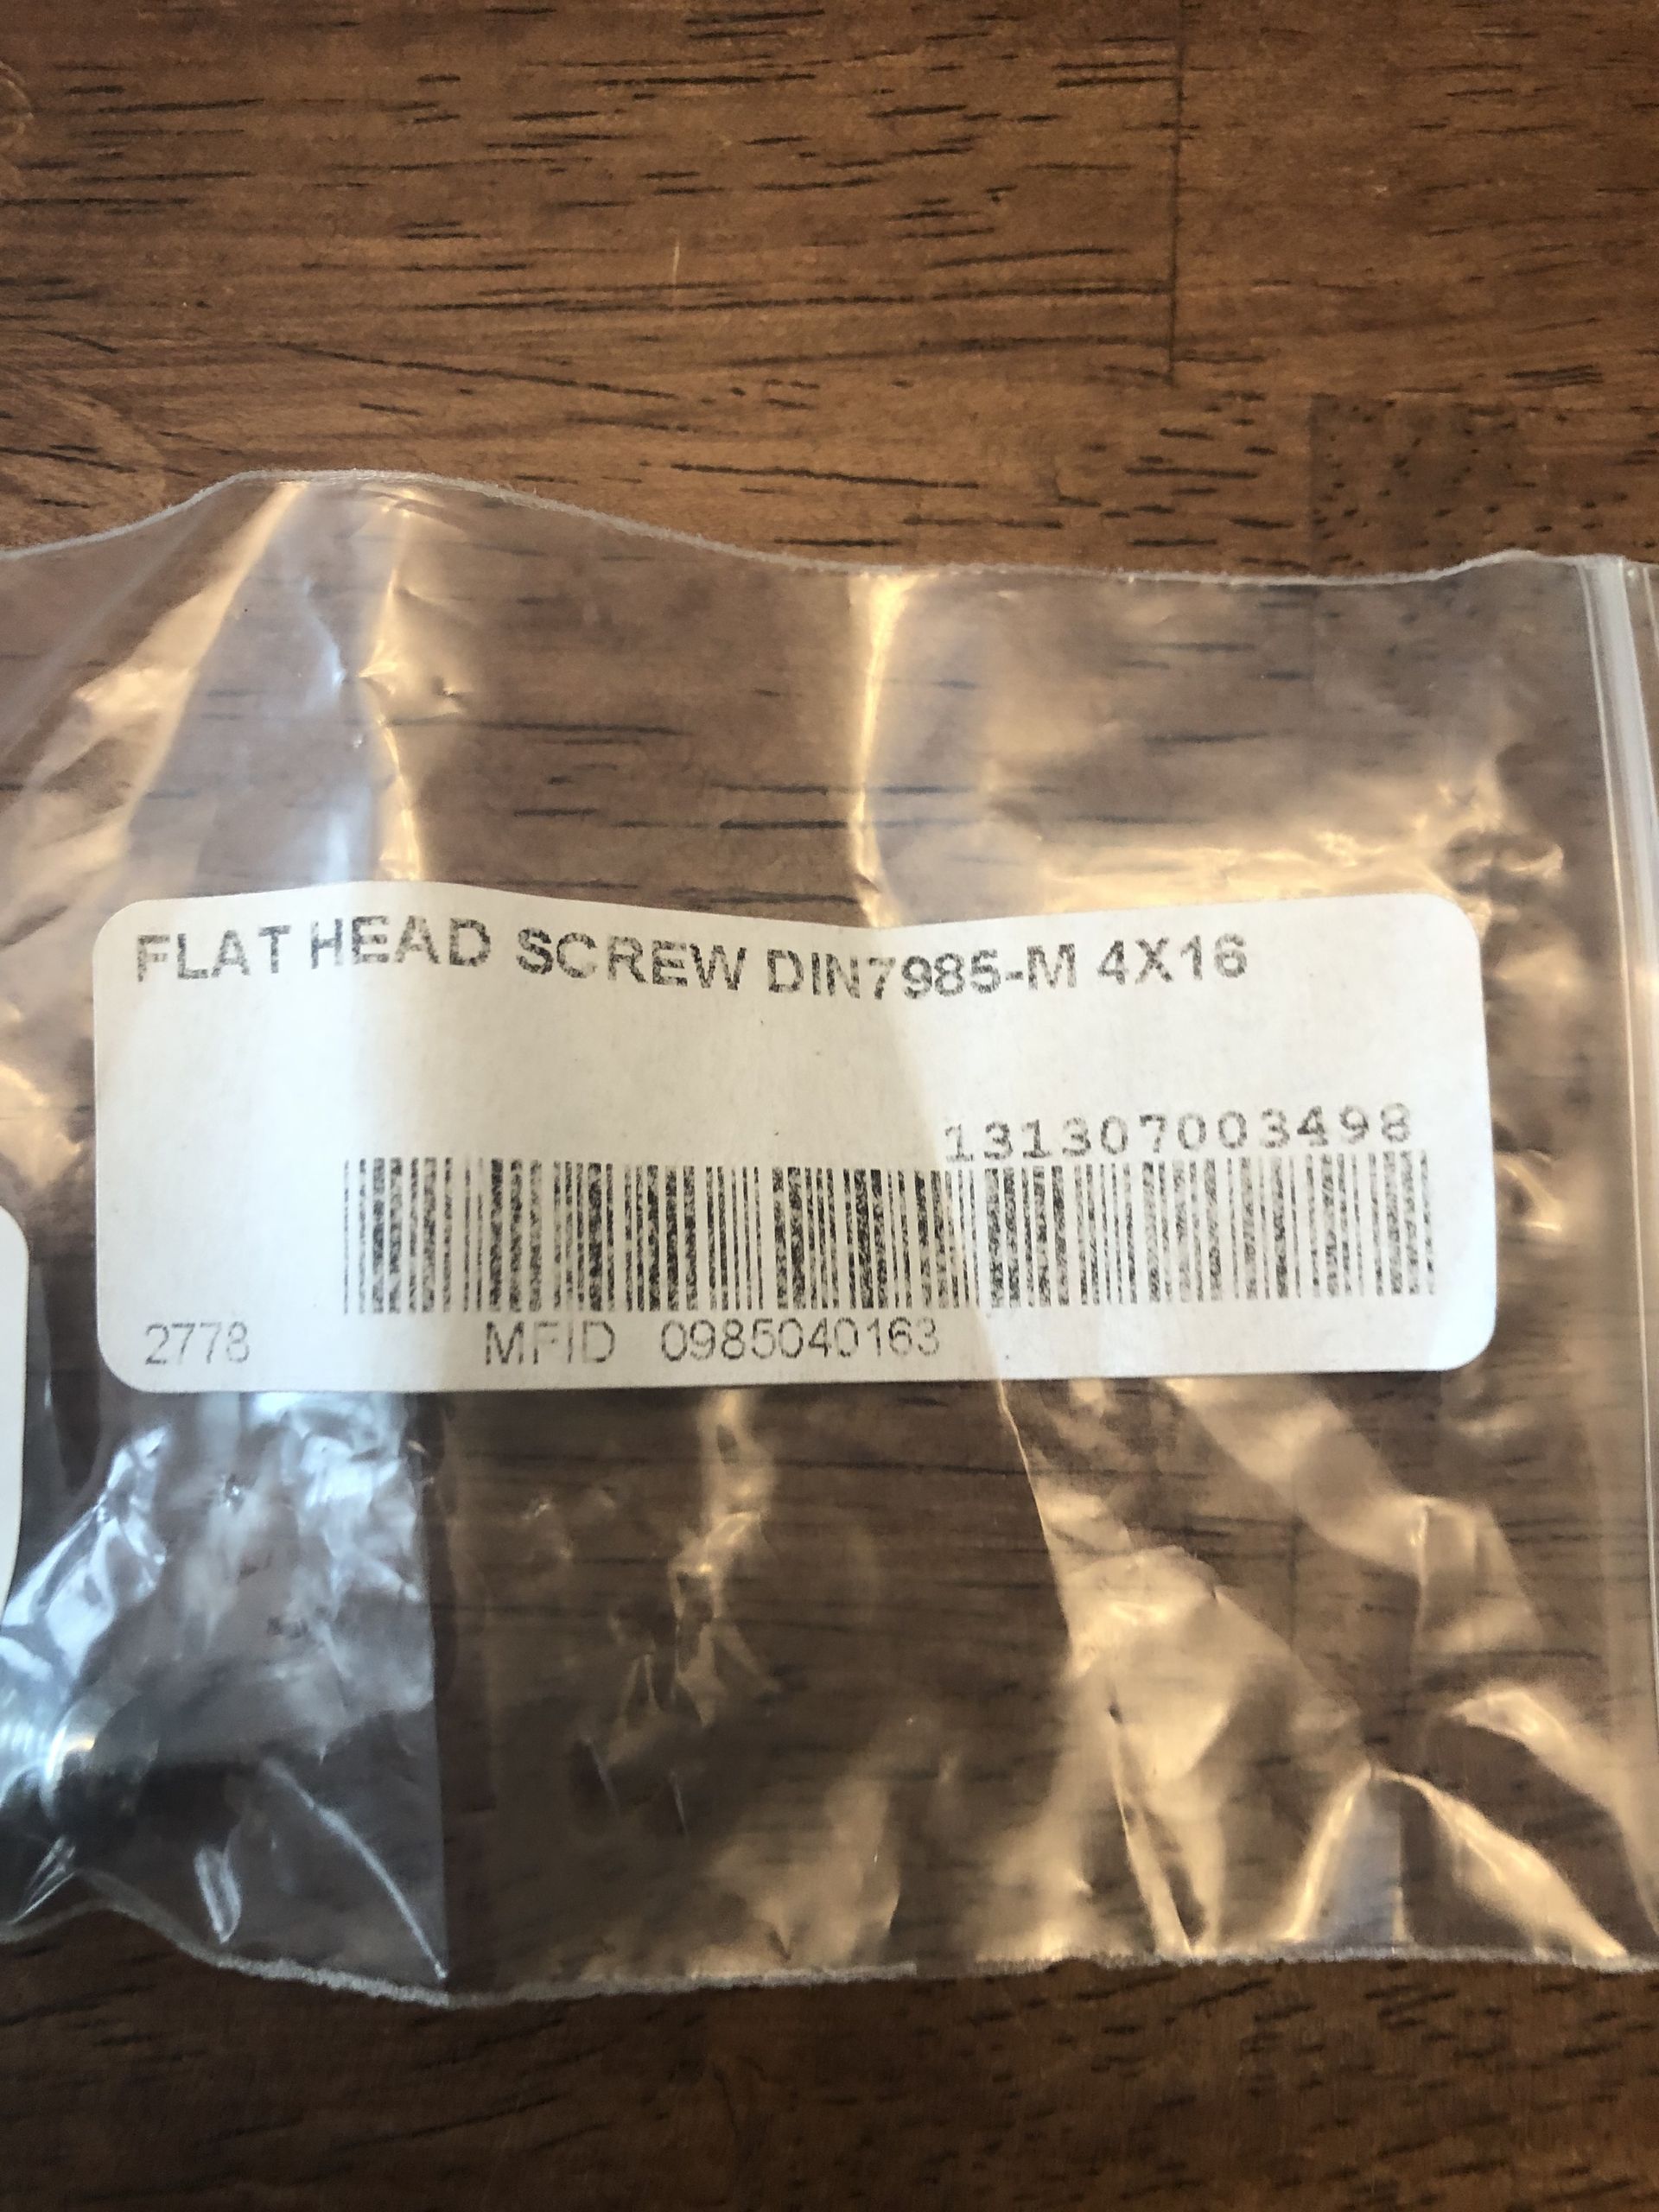 FLAT HEAD SCREW DIN7985-M 4X16
131307003498
2778 MFID 0985040163